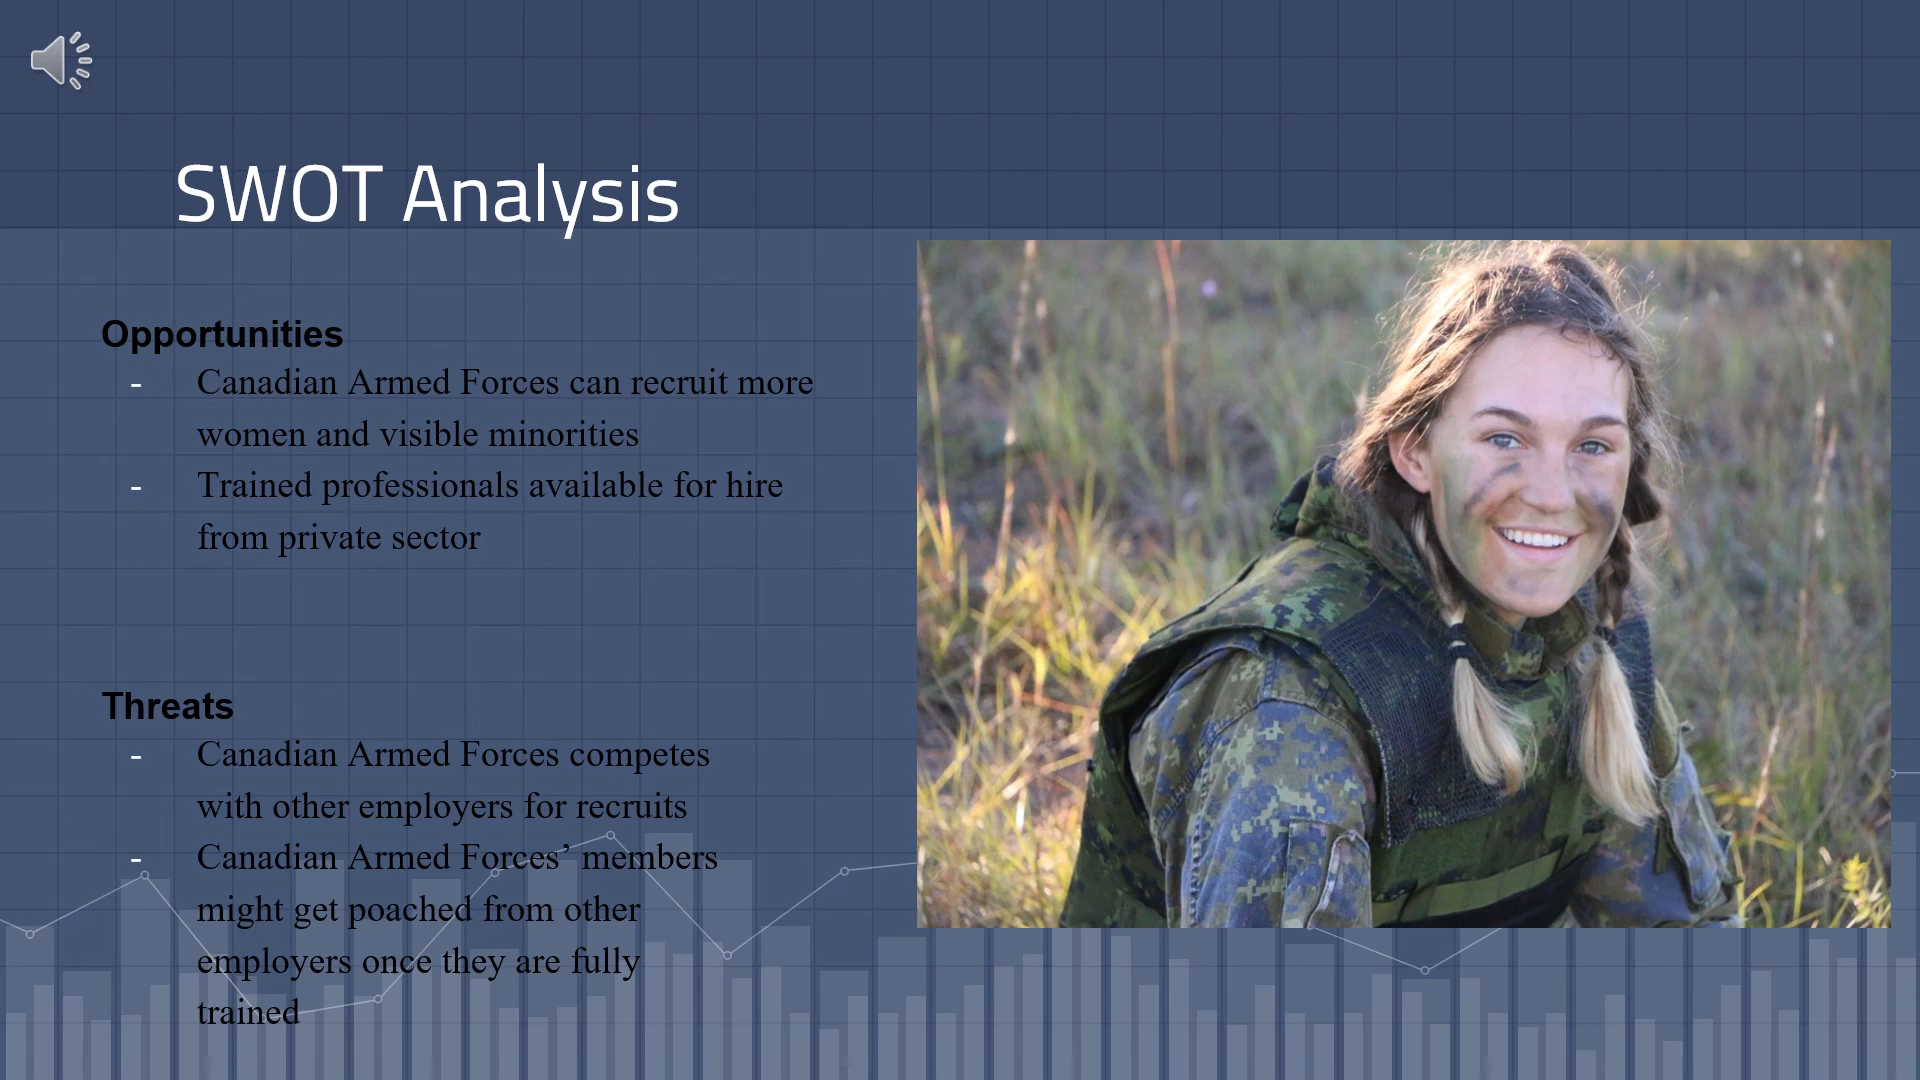 SWOT Analysis
Opportunities
- Canadian Armed Forces can recruit more
women and visible minorities
- Trained professionals available for hire
from private sector
Threats
- Canadian Armed Forces competes
with other employers for recruits
- Canadian Armed Forces’ members
might get poached from other
employers once they are fully
trained